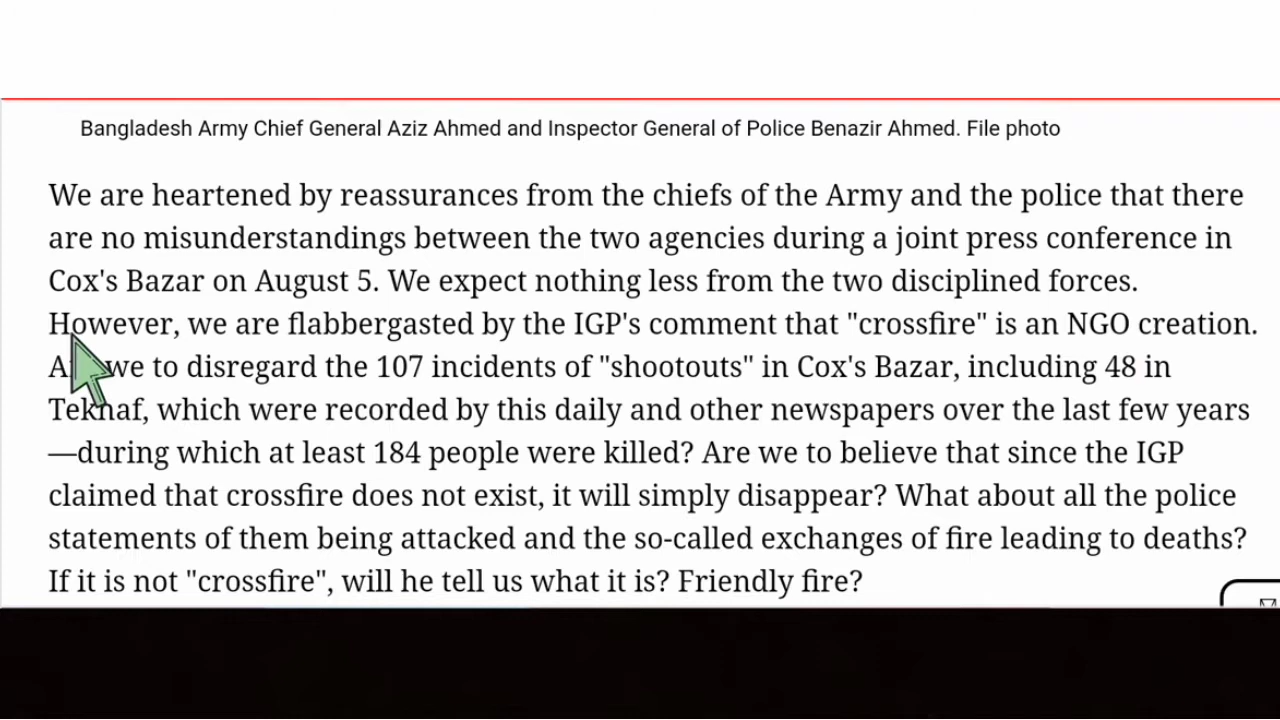 Bangladesh Army Chief General Aziz Ahmed and Inspector General of Police Benazir Ahmed. File photo
We are heartened by reassurances from the chiefs of the Army and the police that there
are no misunderstandings between the two agencies during a joint press conference in
Cox's Bazar on August 5. We expect nothing less from the two disciplined forces.
However, we are flabbergasted by the IGP's comment that "crossfire" is an NGO creation.
Are we to disregard the 107 incidents of "shootouts" in Cox's Bazar, including 48 in
Teknaf, which were recorded by this daily and other newspapers over the last few years
—during which at least 184 people were killed? Are we to believe that since the IGP
claimed that crossfire does not exist, it will simply disappear? What about all the police
statements of them being attacked and the so-called exchanges of fire leading to deaths?
If it is not "crossfire", will he tell us what it is? Friendly fire?